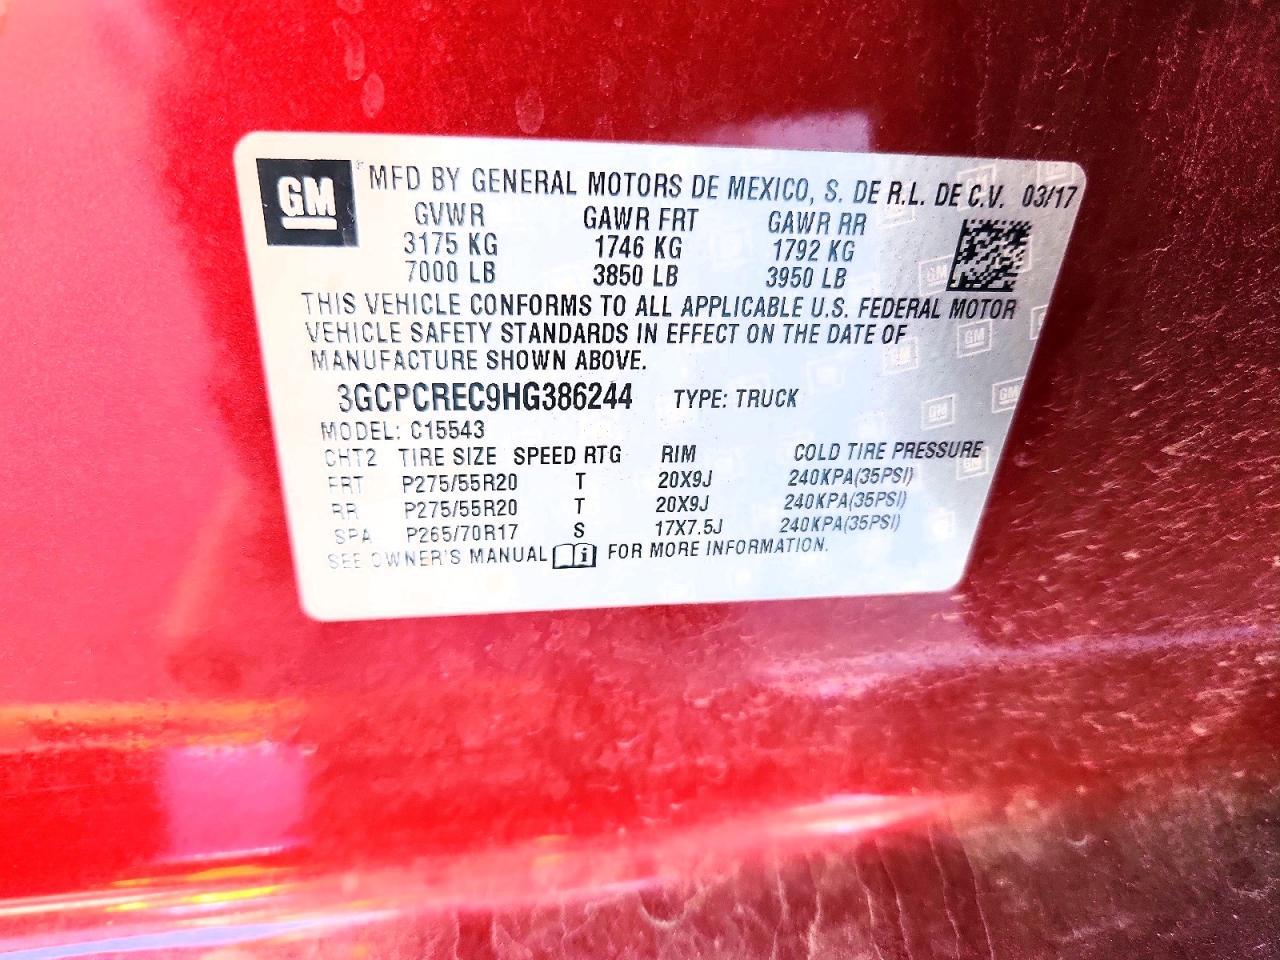 GM
MFD BY GENERAL MOTORS DE MEXICO, S. DE R.L. DE C.V. 03/17
GVWR GAWR FRT GAWR RR
3175 KG 1746 KG 1792 KG
7000 LB 3850 LB 3950 LB
THIS VEHICLE CONFORMS TO ALL APPLICABLE U.S. FEDERAL MOTOR
VEHICLE SAFETY STANDARDS IN EFFECT ON THE DATE OF
MANUFACTURE SHOWN ABOVE.
3GCPCREC9HG386244 TYPE: TRUCK
MODEL: C15543
CHT2 TIRE SIZE SPEED RTG RIM COLD TIRE PRESSURE
FRT P275/55R20 T 20X9J 240KPA(35PSI)
RR P275/55R20 T 20X9J 240KPA(35PSI)
SPA P265/70R17 S 17X7.5J 240KPA(35PSI)
SEE OWNER'S MANUAL FOR MORE INFORMATION.